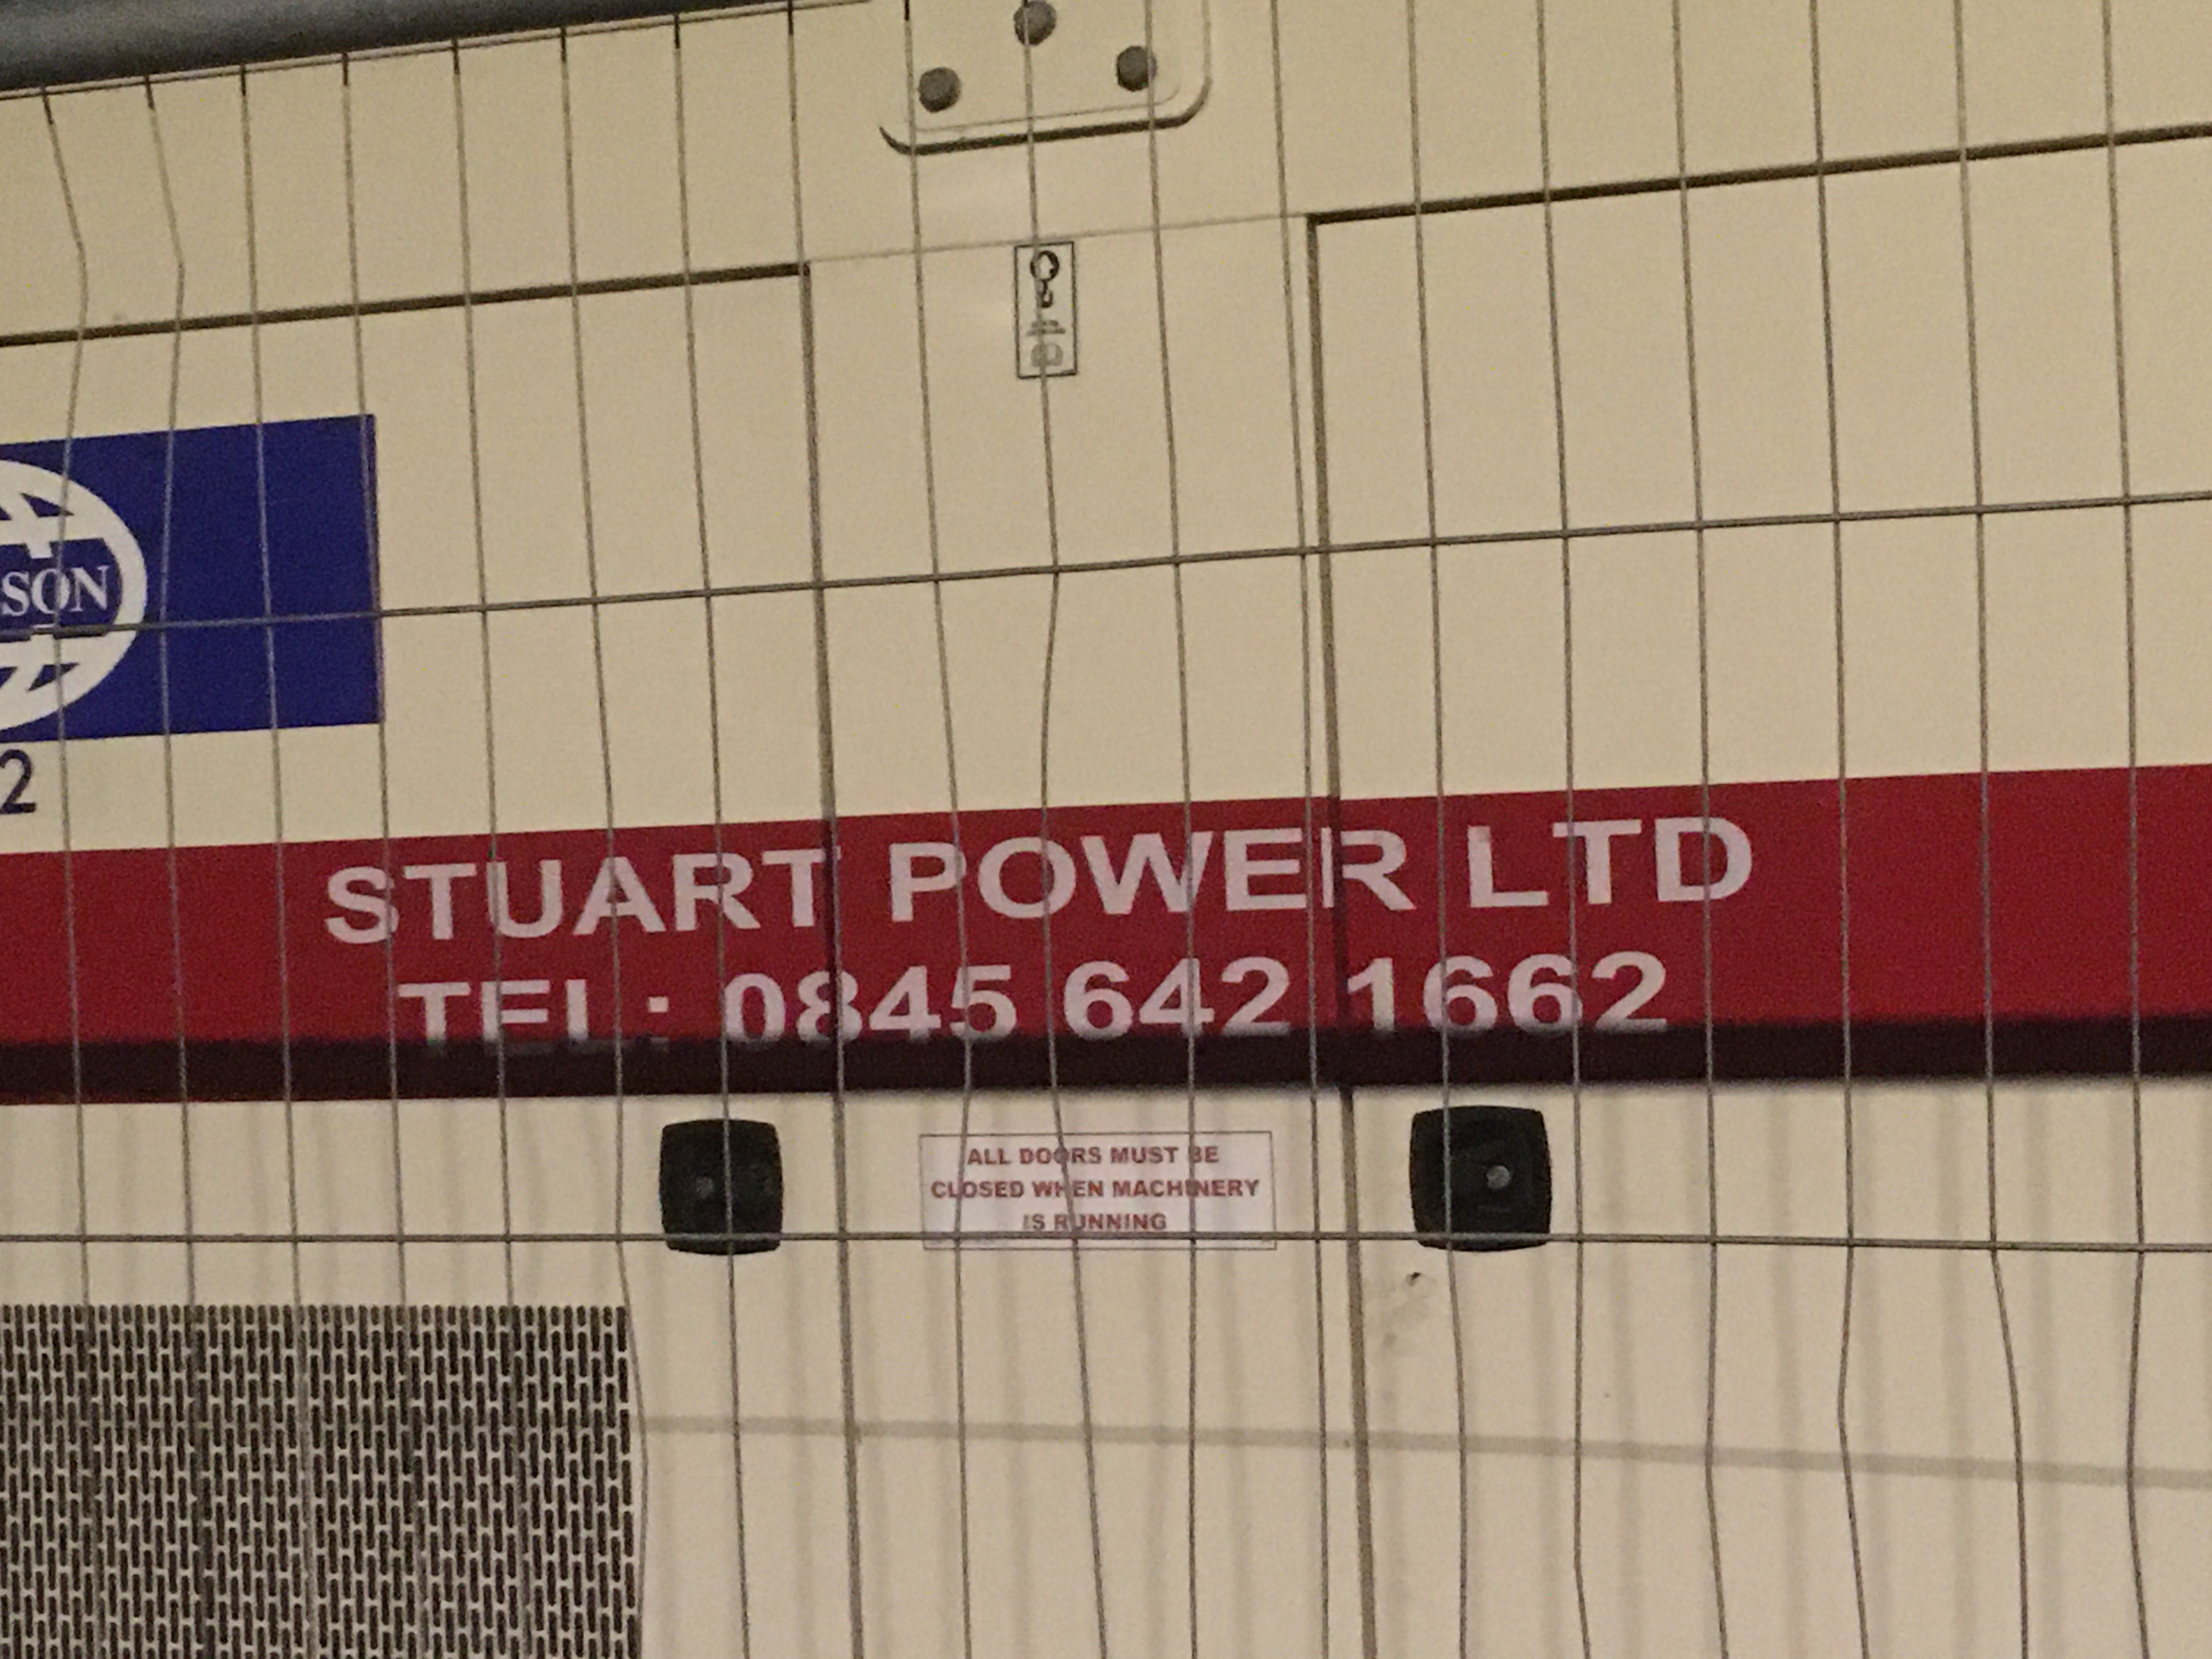 SON
2
STUART POWER LTD
TEL: 0845 642 1662
ALL DOORS MUST BE
CLOSED WHEN MACHINERY
IS RUNNING